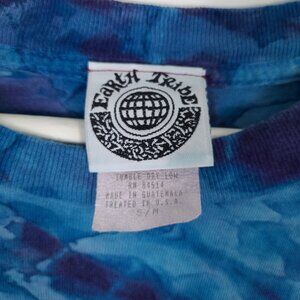 EARTH TRIBE
TUMBLE DRY LOW
RN 84514
MADE IN GUATEMALA
TREATED IN U.S.A.
S/M